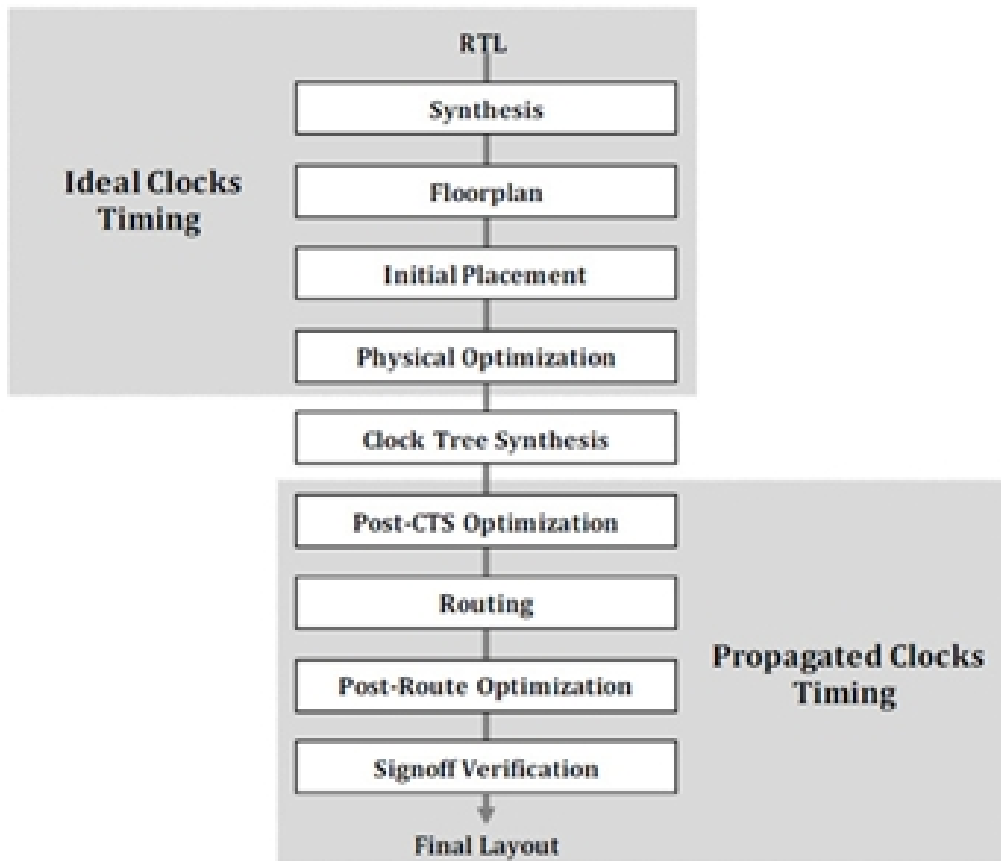 RTL
Synthesis
Ideal Clocks
Timing
Floorplan
Initial Placement
Physical Optimization
Clock Tree Synthesis
Post-CTS Optimization
Routing
Propagated Clocks
Timing
Post-Route Optimization
Signoff Verification
Final Layout